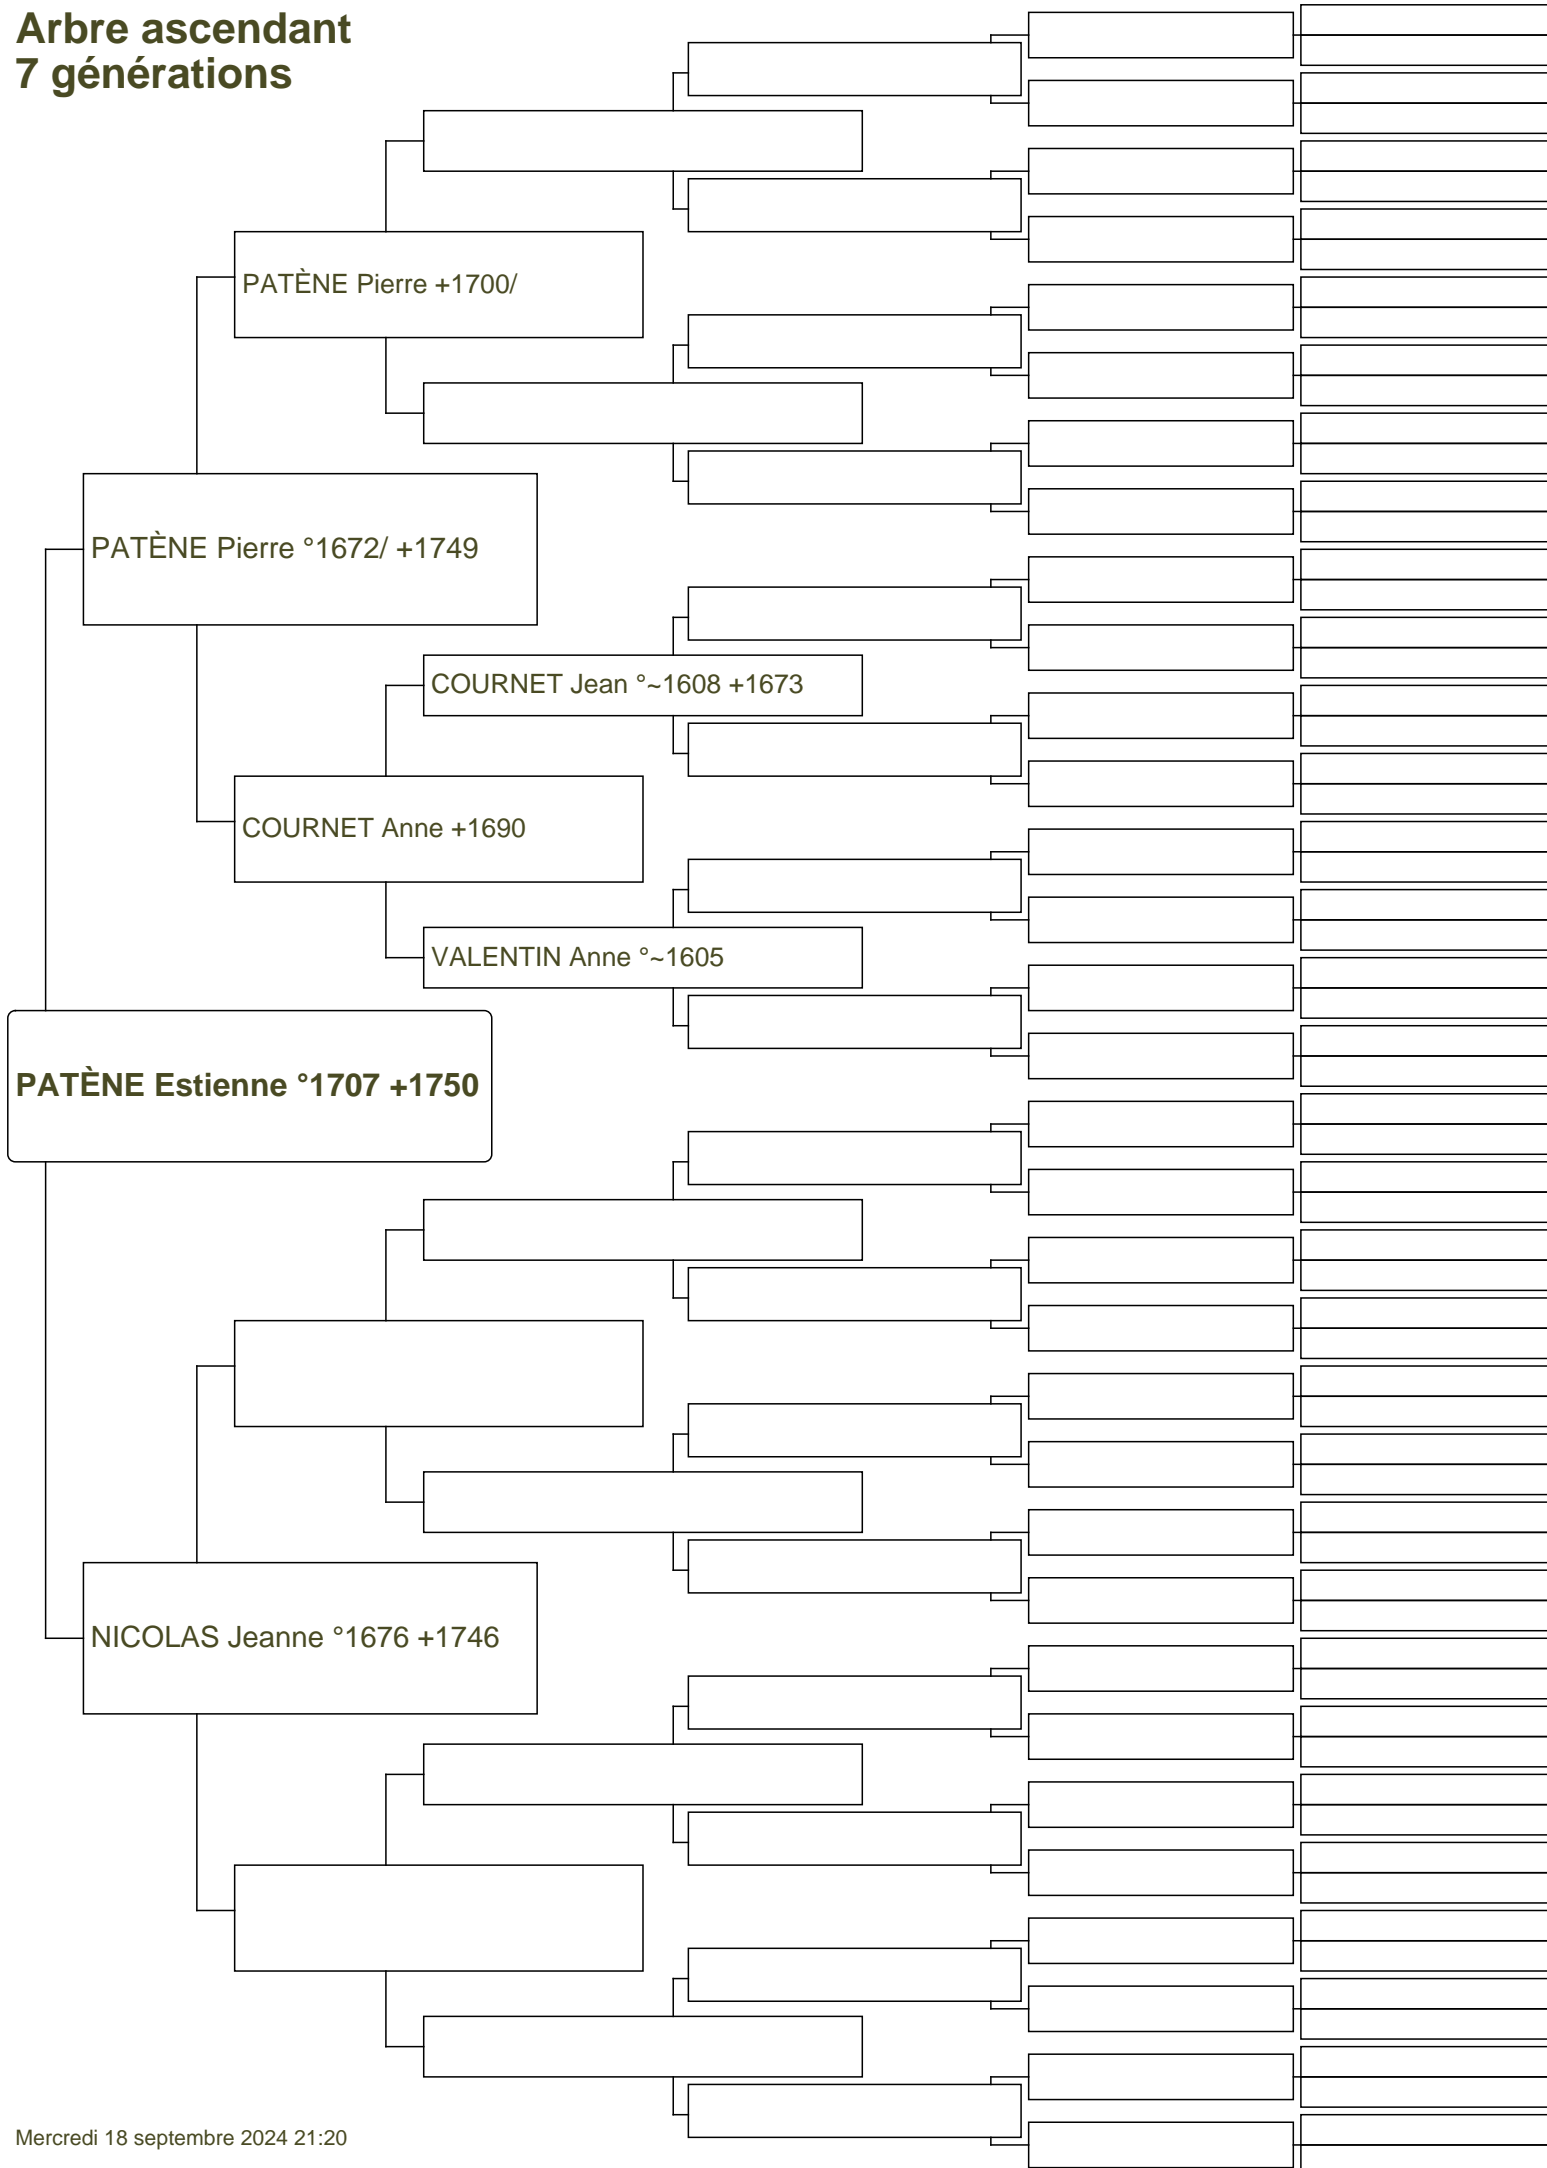 Arbre ascendant
7 générations
PATÈNE Pierre +1700/
PATÈNE Pierre °1672/ +1749
COURNET Jean °~1608 +1673
COURNET Anne +1690
VALENTIN Anne °~1605
PATÈNE Estienne °1707 +1750
NICOLAS Jeanne °1676 +1746
Mercredi 18 septembre 2024 21:20